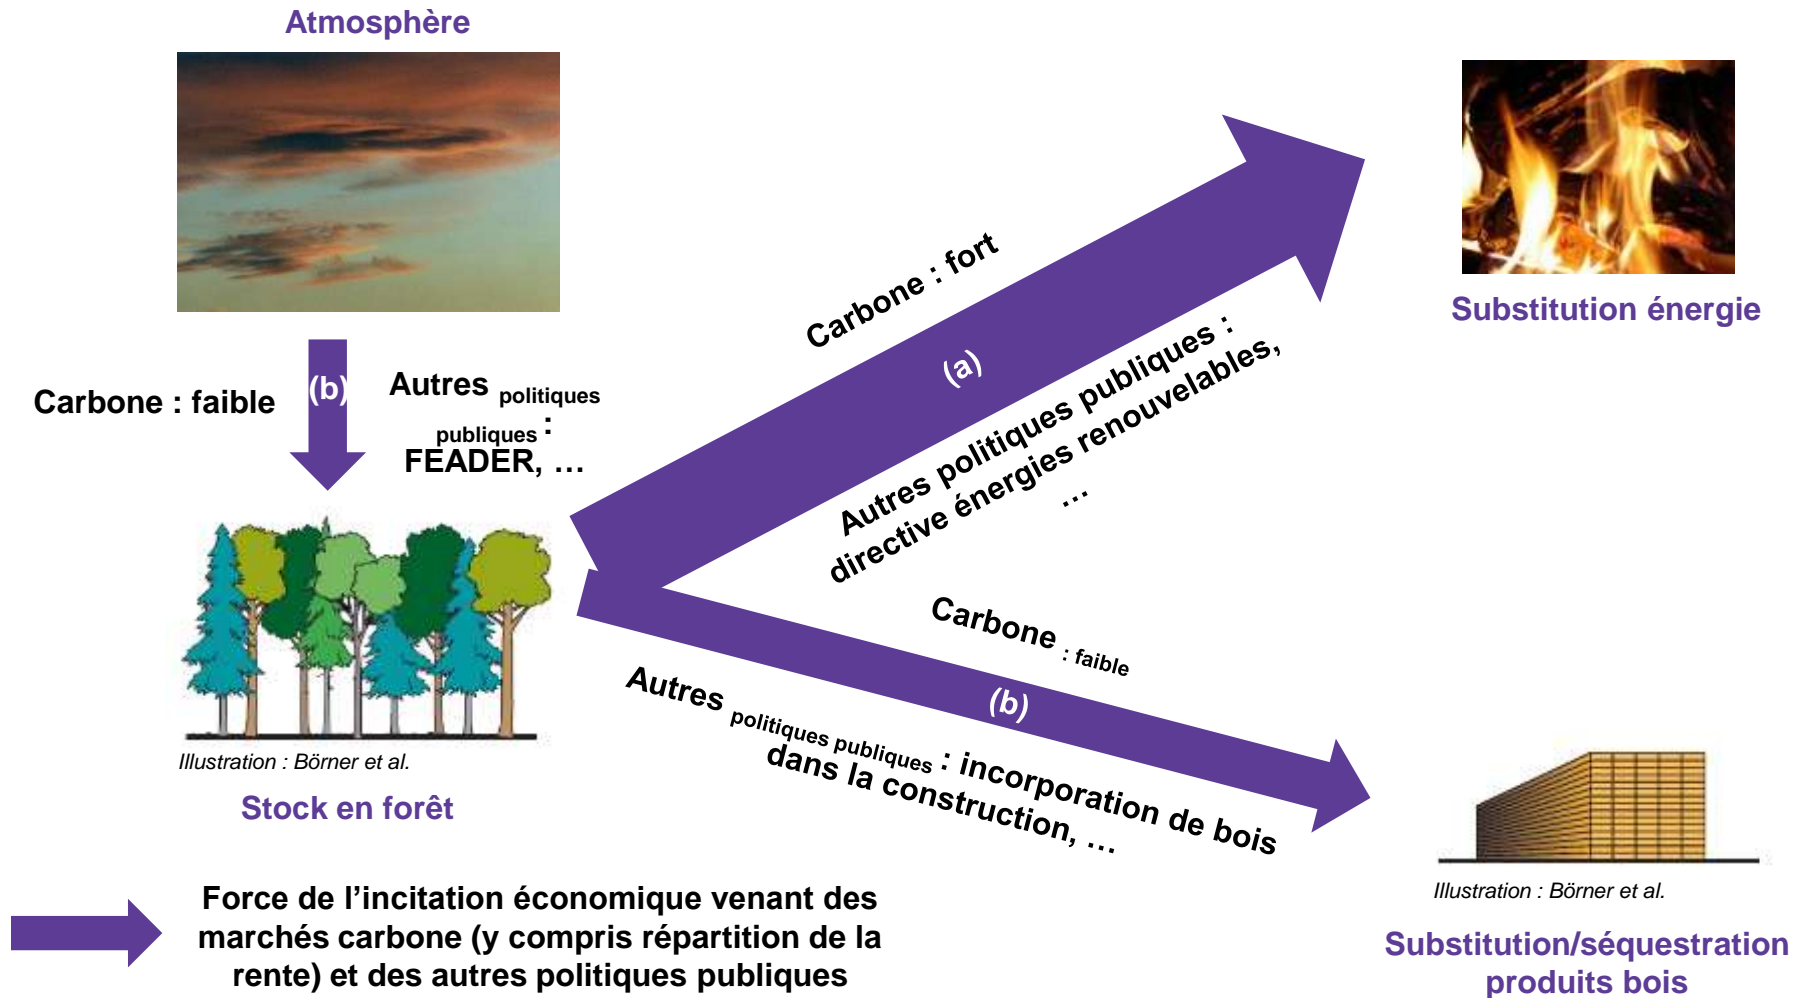 Atmosphère
Carbone : faible
(b)
Autres politiques
publiques :
FEADER, …
Illustration : Börner et al.
Stock en forêt
Carbone : fort
(a)
Autres politiques publiques :
directive énergies renouvelables,
…
Substitution énergie
Carbone : faible
(b)
Autres politiques publiques : incorporation de bois
dans la construction, …
Illustration : Börner et al.
Substitution/séquestration
produits bois
Force de l’incitation économique venant des
marchés carbone (y compris répartition de la
rente) et des autres politiques publiques